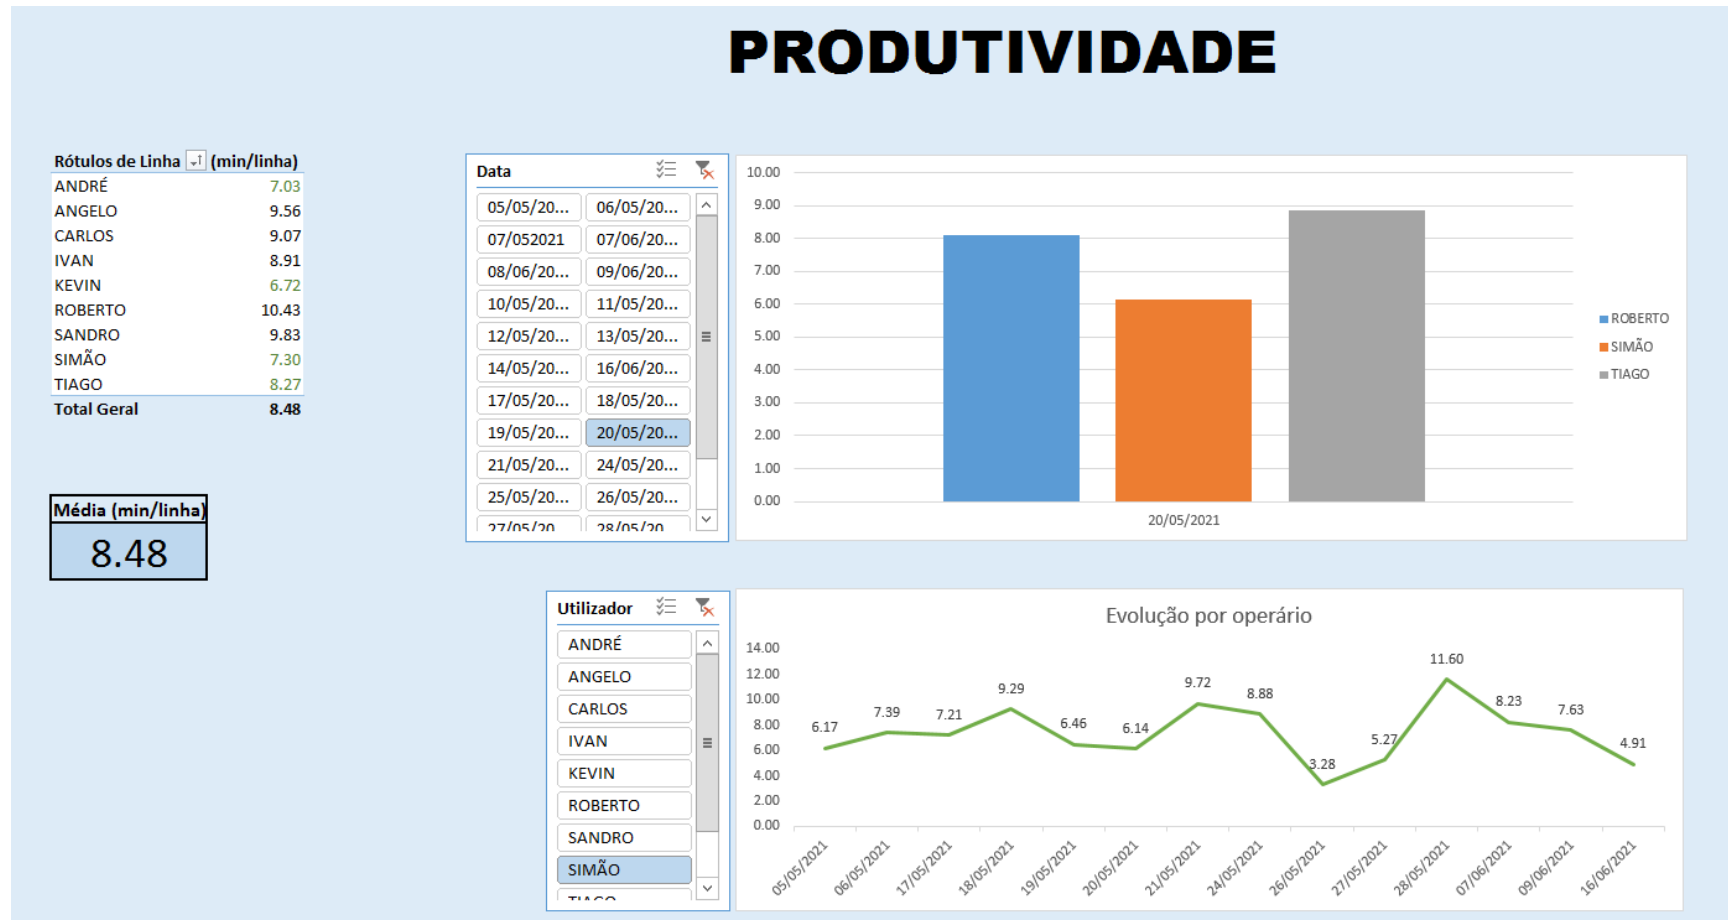 PRODUTIVIDADE
Rótulos de Linha (min/linha)
ANDRÉ 7.03
ANGELO 9.56
CARLOS 9.07
IVAN 8.91
KEVIN 6.72
ROBERTO 10.43
SANDRO 9.83
SIMÃO 7.30
TIAGO 8.27
Total Geral 8.48
Média (min/linha)
8.48
Data
05/05/20... 06/05/20...
07/052021 07/06/20...
08/06/20... 09/06/20...
10/05/20... 11/05/20...
12/05/20... 13/05/20...
14/05/20... 16/06/20...
17/05/20... 18/05/20...
19/05/20... 20/05/20...
21/05/20... 24/05/20...
25/05/20... 26/05/20...
27/05/20 28/05/20
10.00
9.00
8.00
7.00
6.00
5.00
4.00
3.00
2.00
1.00
0.00
20/05/2021
ROBERTO
SIMÃO
TIAGO
Utilizador
ANDRÉ
ANGELO
CARLOS
IVAN
KEVIN
ROBERTO
SANDRO
SIMÃO
TIAGO
Evolução por operário
14.00
12.00
10.00
8.00
6.00
4.00
2.00
0.00
6.17 7.39 7.21 9.29 6.46 6.14 9.72 8.88 3.28 5.27 11.60 8.23 7.63 4.91
05/05/2021 06/05/2021 17/05/2021 18/05/2021 19/05/2021 20/05/2021 21/05/2021 24/05/2021 26/05/2021 27/05/2021 28/05/2021 07/06/2021 09/06/2021 16/06/2021